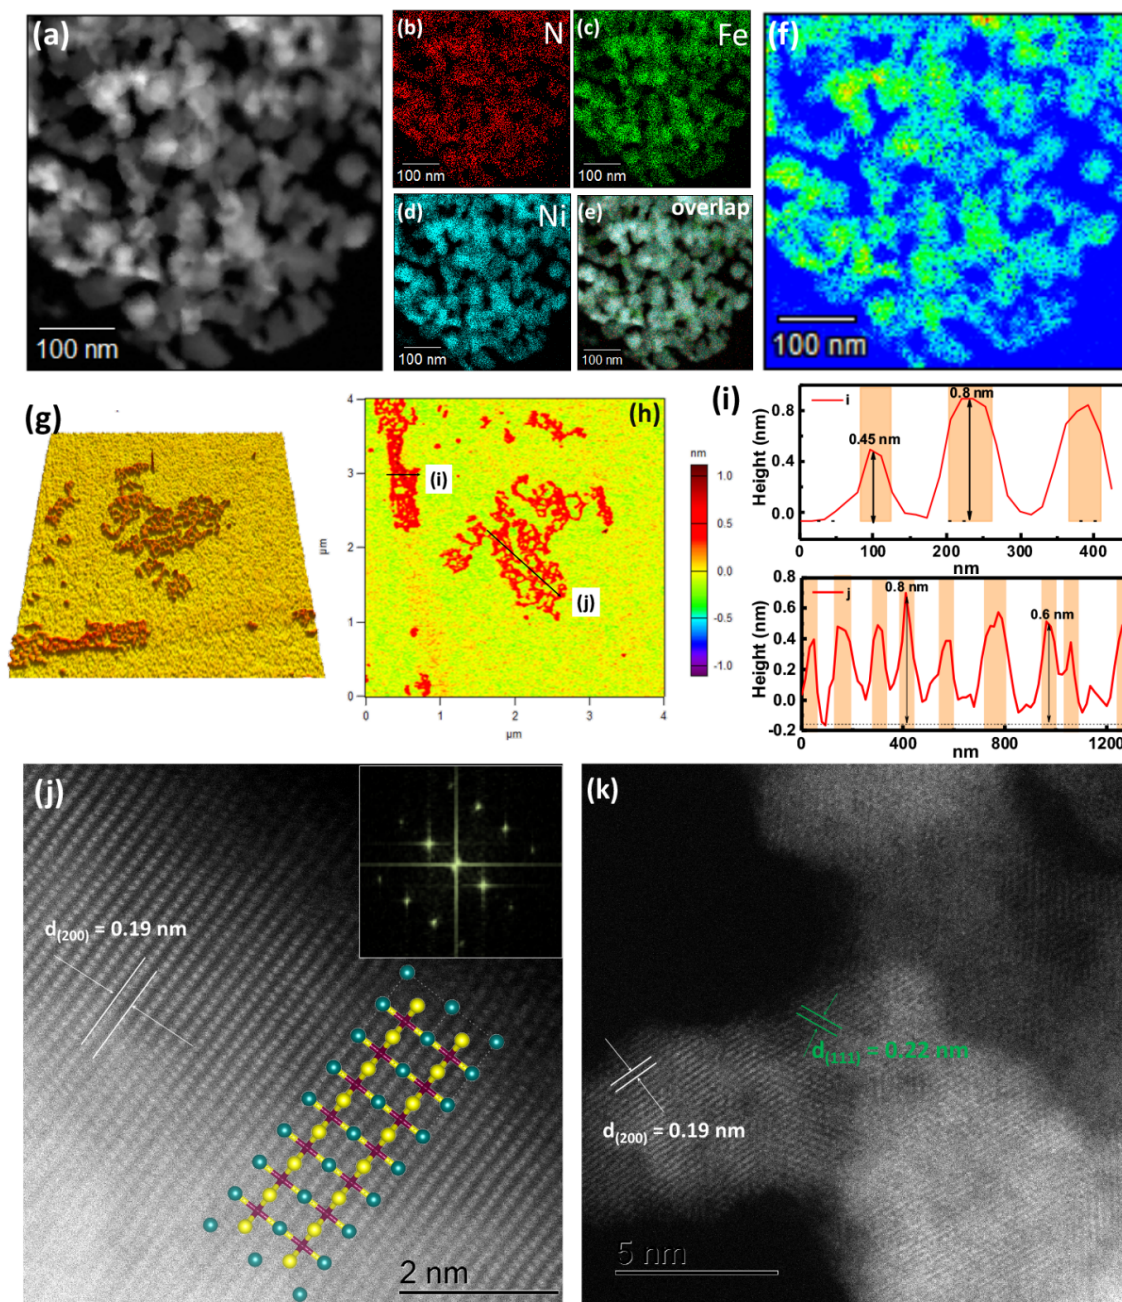 (a)
100 nm
(b)
N
100 nm
(c)
Fe
100 nm
(d)
Ni
100 nm
(e)
overlap
100 nm
(f)
100 nm
(g)
(h)
4
3
2
1
0
µm
0
1
2
3
4
µm
(i)
(j)
nm
1.0
0.5
0.0
-0.5
-1.0
(i)
i
0.45 nm
0.8 nm
Height (nm)
0.8
0.4
0.0
0
100
200
300
400
nm
j
0.8 nm
0.6 nm
Height (nm)
0.8
0.6
0.4
0.2
0.0
-0.2
0
400
800
1200
nm
(j)
d(200) = 0.19 nm
2 nm
(k)
d(111) = 0.22 nm
d(200) = 0.19 nm
5 nm